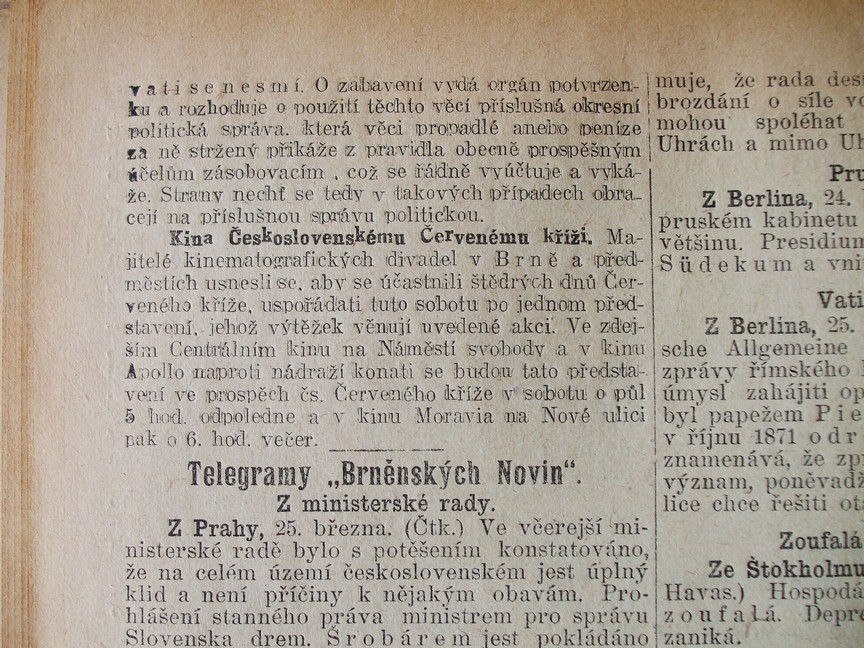 vati se nesmí. O zabavení vydá orgán potvrzen-
ku a rozhoduje o použití těchto věcí příslušná okresní
politická správa, která věci propadlé anebo peníze
za ně stržený přikáže z pravidla obecně prospěšným
účelům zásobovacím, což se řádně vyúčtuje a vyká-
že. Strany nechť se tedy v takových případech obra-
cejí na příslušnou správu politickou.
Kina Československému Červenému kříži. Ma-
jitelé kinematografických divadel v Brně a před-
městích usnesli se, aby se účastnili štědrých dnů Čer-
veného kříže, uspořádati tuto sobotu po jednom před-
stavení, jehož výtěžek věnují uvedené akci. Ve zdej-
ším Centrálním kinu na Náměstí svobody a v kinu
Apollo naproti nádraží konati se budou tato předsta-
vení ve prospěch čs. Červeného kříže v sobotu o půl
5 hod. odpoledne a v kinu Moravia na Nové ulici
pak o 6. hod. večer.
Telegramy „Brněnských Novin“.
Z ministerské rady.
Z Prahy, 25. března. (Čtk.) Ve včerejší mi-
nisterské radě bylo s potěšením konstatováno,
že na celém území československém jest úplný
klid a není příčiny k nějakým obavám. Pro-
hlášení stanného práva ministrem pro správu
Slovenska drem. Šrobárem jest pokládáno
muje, že rada
brozdání o síle
mohou spoléhat
Uhrách a mimo
Z Berlina, 24.
pruském kabinetu
většinu. Presidium
Südekum a
Z Berlina, 25.
sche Allgemeine
zprávy římského
úmysl zahájiti
byl papežem
v říjnu 1871
znamenává, že
význam, poněvadž
lice chce řešiti
Zoufalá
Ze Štokholmu
Havas.)
zoufalá.
zaniká.